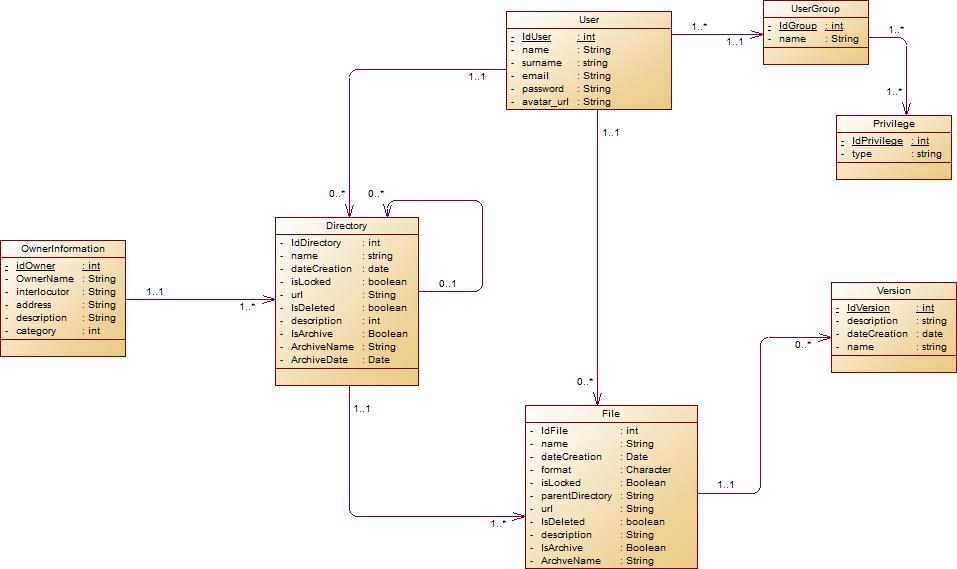 User
- IdUser : int
- name : String
- surname : string
- email : String
- password : String
- avatar_url : String
UserGroup
- IdGroup : int
- name : String
Privilege
- IdPrivilege : int
- type : string
1..*
1..1
1..*
1..*
1..1
0..*
1..1
0..*
0..*
0..1
Directory
- IdDirectory : int
- name : string
- dateCreation : date
- isLocked : boolean
- url : String
- IsDeleted : boolean
- description : int
- IsArchive : Boolean
- ArchiveName : String
- ArchiveDate : Date
OwnerInformation
- idOwner : int
- OwnerName : String
- interlocutor : String
- address : String
- description : String
- category : int
1..1
1..*
Version
- IdVersion : int
- description : string
- dateCreation : date
- name : string
0..*
1..1
1..1
1..*
File
- IdFile : int
- name : String
- dateCreation : Date
- format : Character
- isLocked : Boolean
- parentDirectory : String
- url : String
- IsDeleted : boolean
- description : String
- IsArchive : Boolean
- ArchveName : String